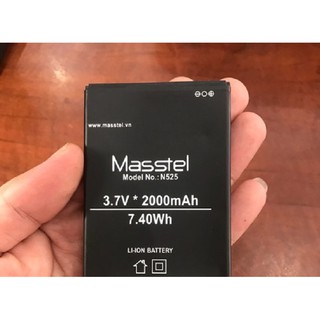 www.masstel.vn
Masstel
Model No.: N525
3.7V * 2000mAh
7.40Wh
LI-ION BATTERY